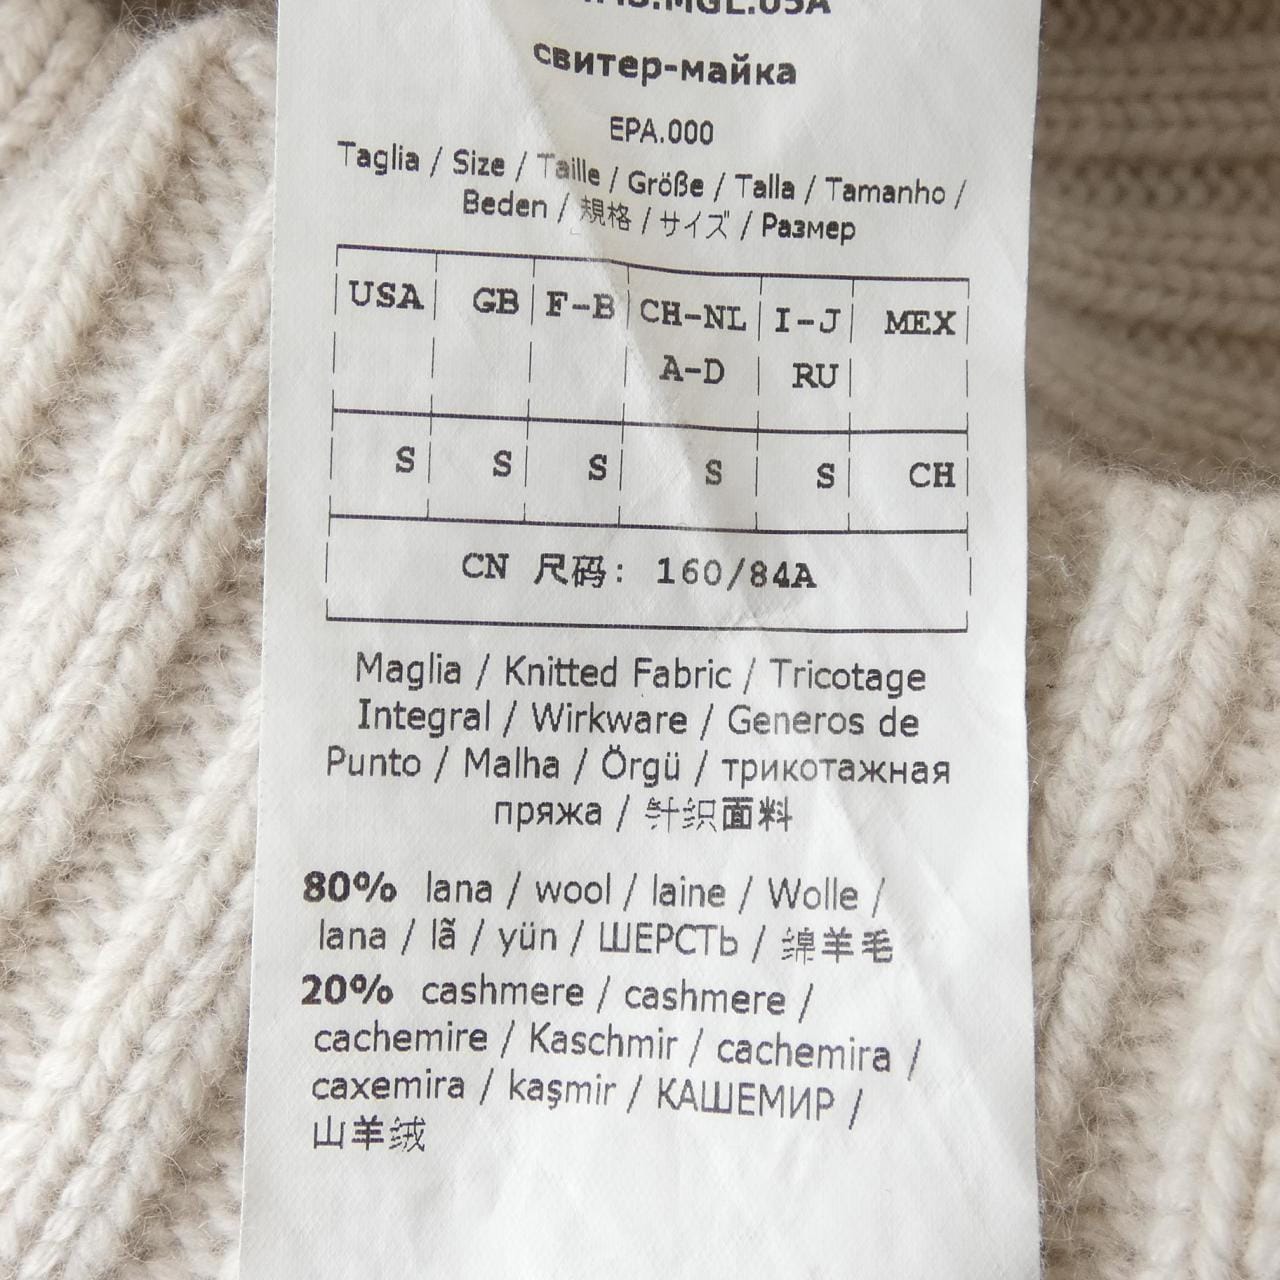 .MGL.05A
свитер-майка
EPA.000
Taglia / Size / Taille / Größe / Talla / Tamanho /
Beden / 規格 / サイズ / Размер
USA GB F-B CH-NL I-J MEX
A-D RU
S S S S S CH
CN 尺码: 160/84A
Maglia / Knitted Fabric / Tricotage
Integral / Wirkware / Generos de
Punto / Malha / Örgü / трикотажная
пряжа / 针织面料
80% lana / wool / laine / Wolle /
lana / lã / yün / ШЕРСТЬ / 绵羊毛
20% cashmere / cashmere /
cachemire / Kaschmir / cachemira /
caxemira / kaşmir / КАШЕМИР /
山羊绒